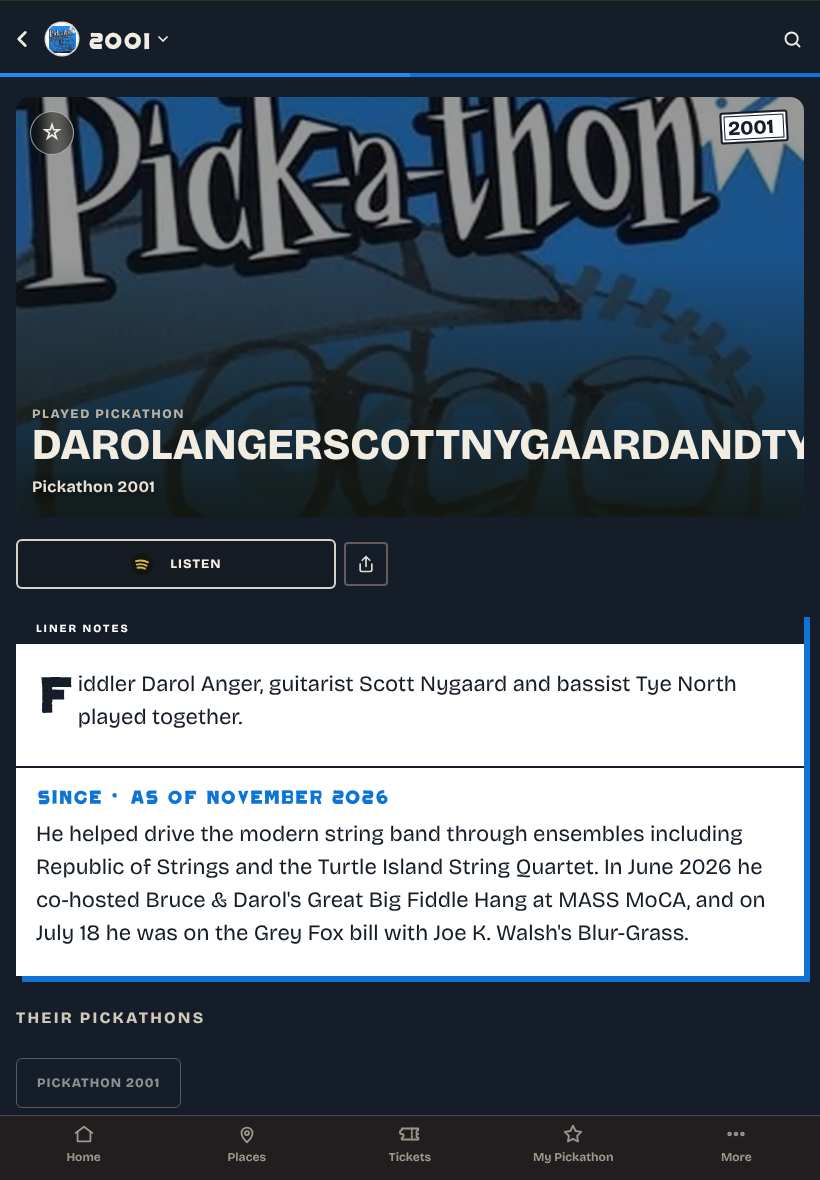 2001
Pick-a-thon
2001
PLAYED PICKATHON
DAROLANGERSCOTTNYGAARDANDTY
Pickathon 2001
LISTEN
LINER NOTES
Fiddler Darol Anger, guitarist Scott Nygaard and bassist Tye North
played together.
SINCE · AS OF NOVEMBER 2026
He helped drive the modern string band through ensembles including
Republic of Strings and the Turtle Island String Quartet. In June 2026 he
co-hosted Bruce & Darol's Great Big Fiddle Hang at MASS MoCA, and on
July 18 he was on the Grey Fox bill with Joe K. Walsh's Blur-Grass.
THEIR PICKATHONS
PICKATHON 2001
Home
Places
Tickets
My Pickathon
More